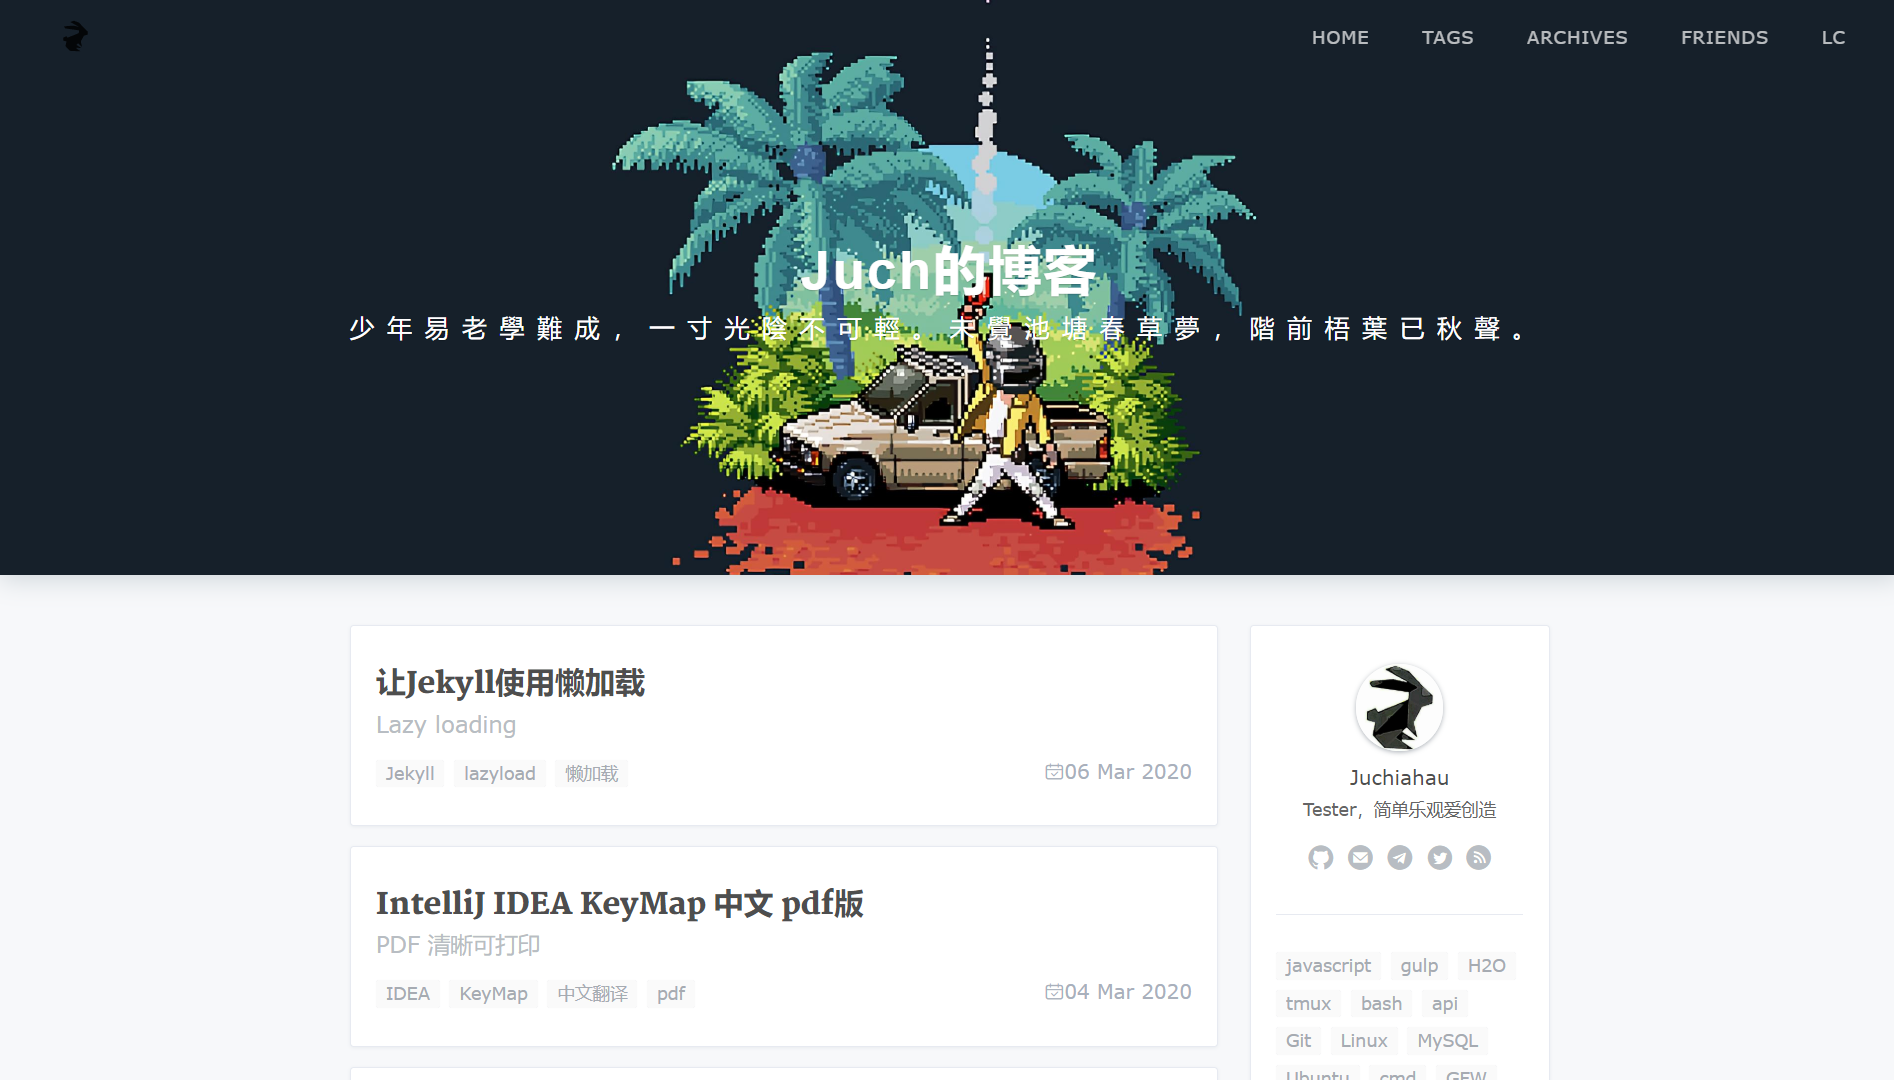 HOME TAGS ARCHIVES FRIENDS LC
Juch的博客
少年易老學難成，一寸光陰不可輕。未覺池塘春草夢，階前梧葉已秋聲。
让Jekyll使用懒加载
Lazy loading
Jekyll lazyload 懒加载 06 Mar 2020
IntelliJ IDEA KeyMap 中文 pdf版
PDF 清晰可打印
IDEA KeyMap 中文翻译 pdf 04 Mar 2020
Juchiahau
Tester，简单乐观爱创造
javascript gulp H2O
tmux bash api
Git Linux MySQL
Ubuntu cmd GFW